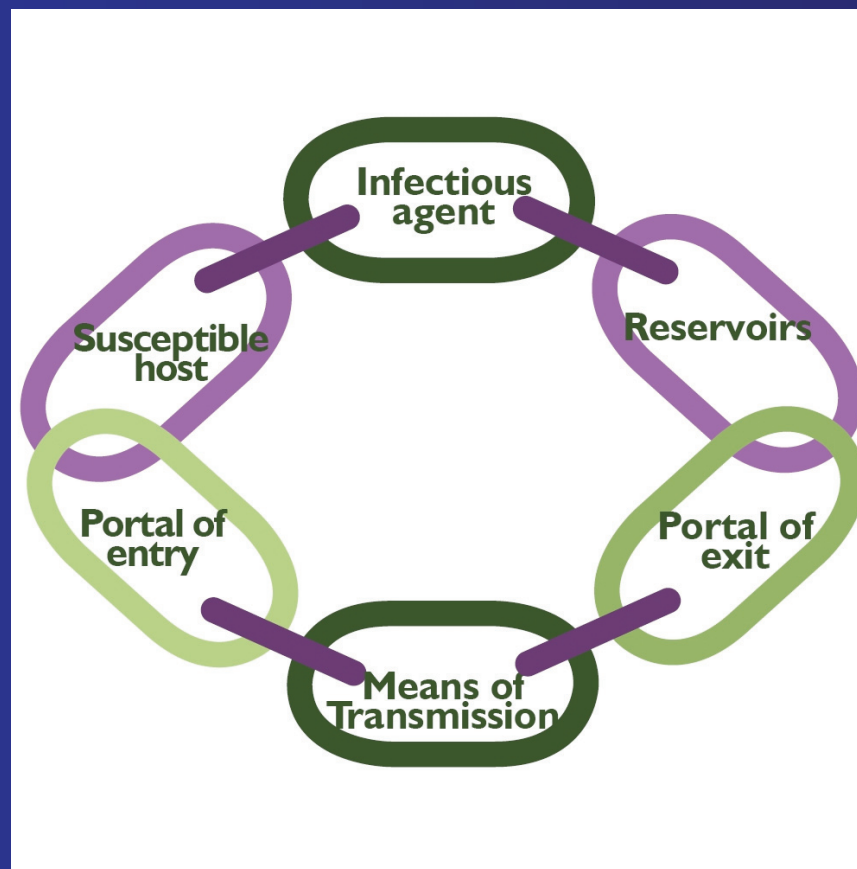 Infectious
agent
Susceptible
host
Reservoirs
Portal of
entry
Portal of
exit
Means of
Transmission